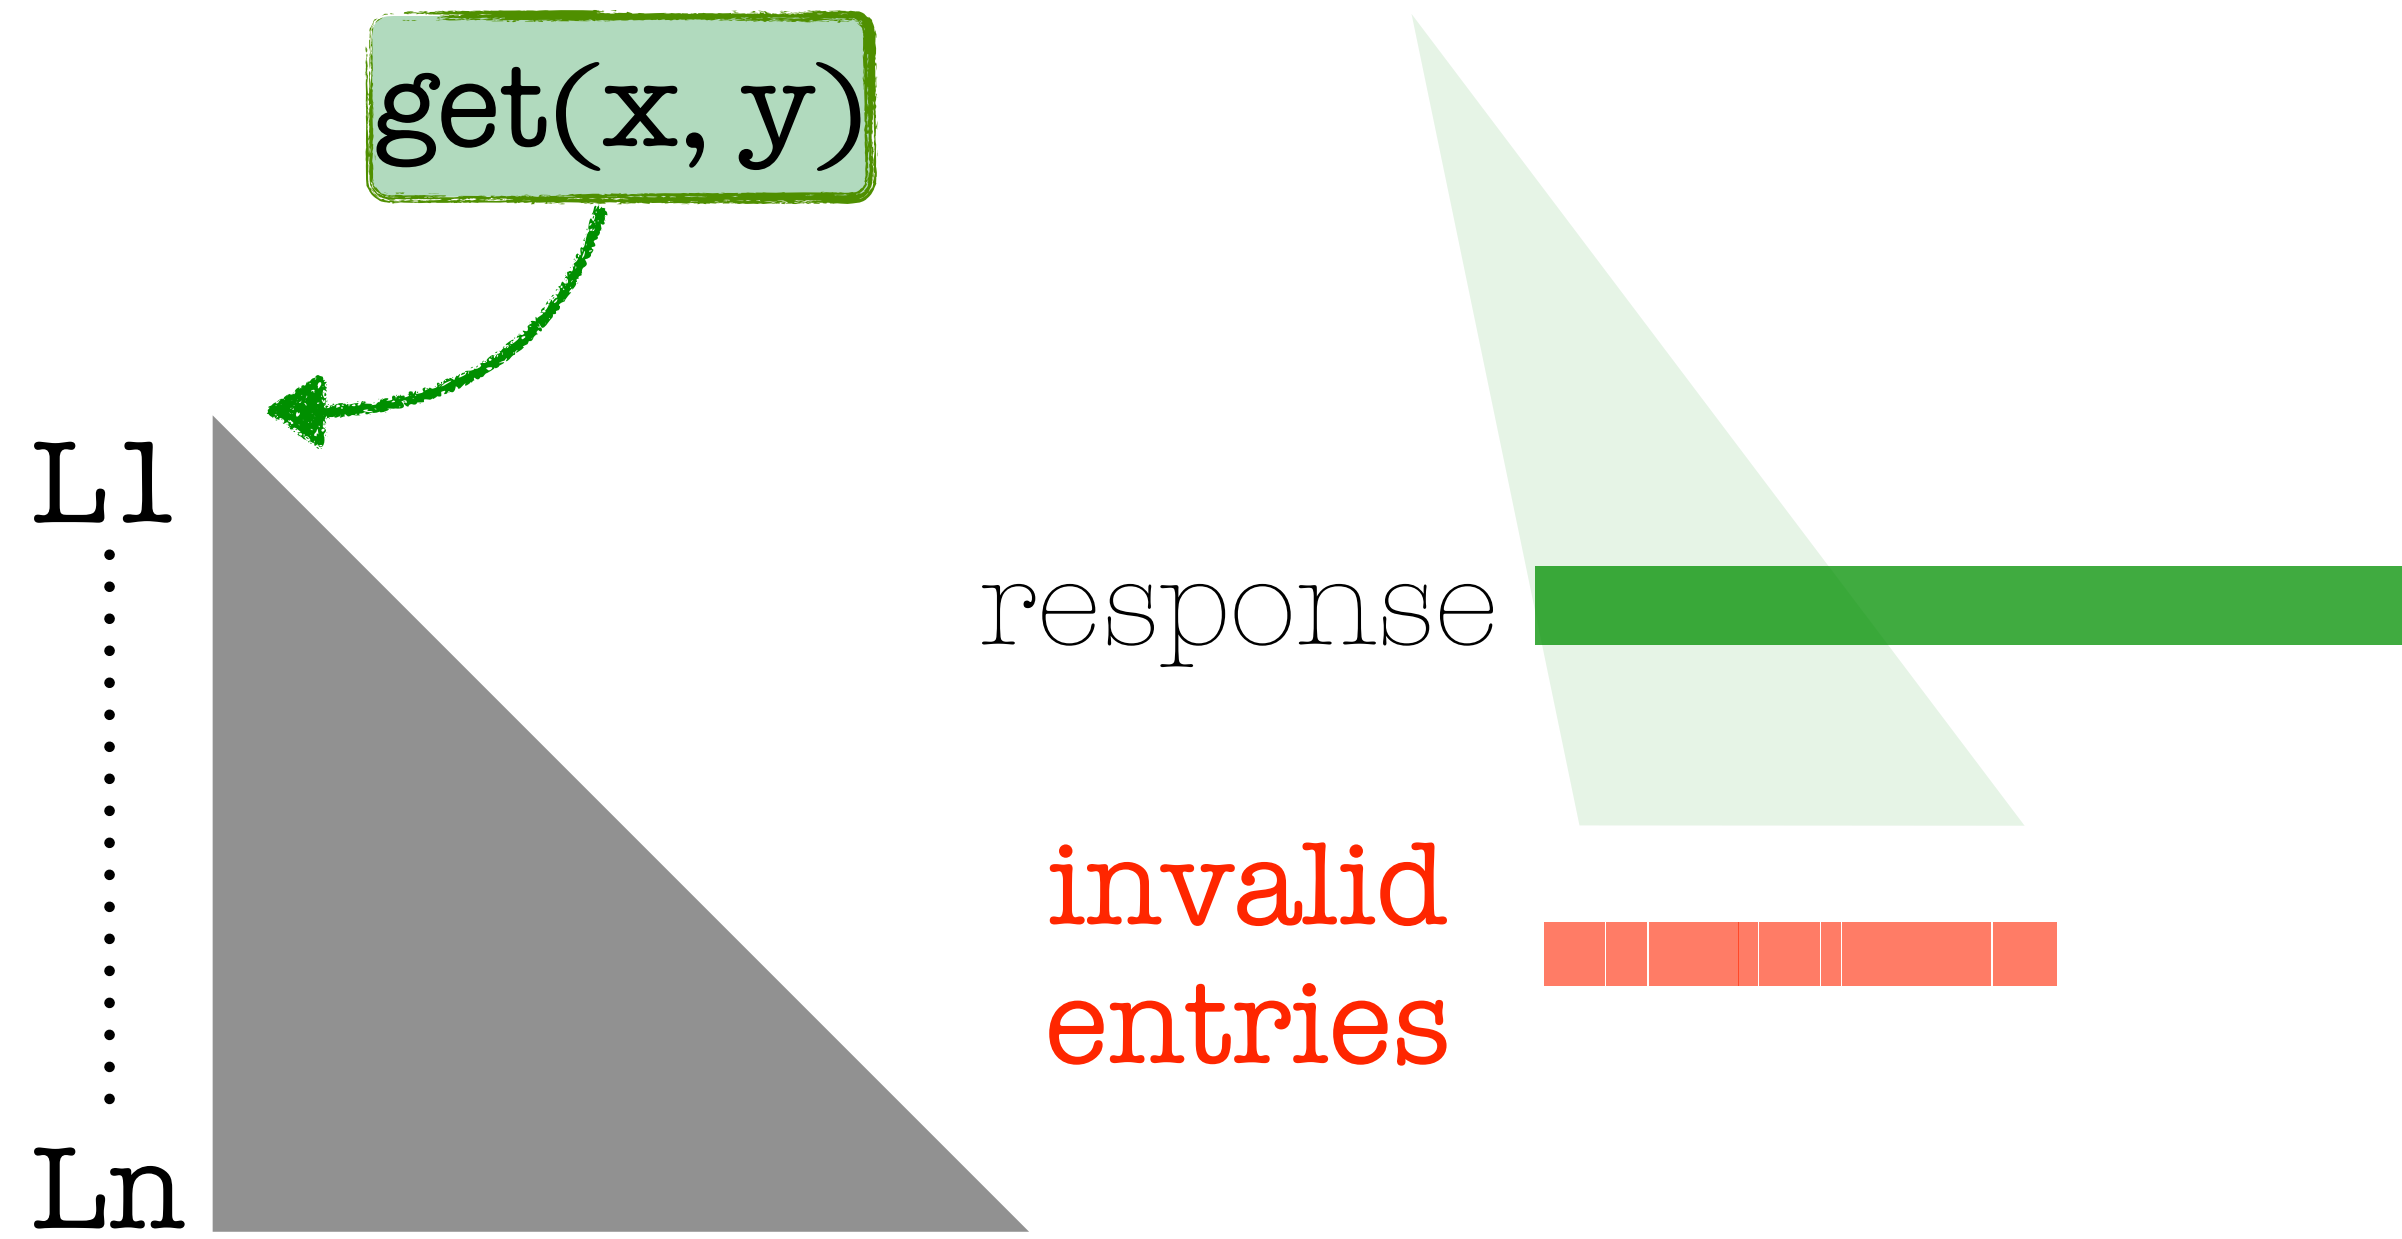 get(x, y)
L1
response
invalid
entries
Ln